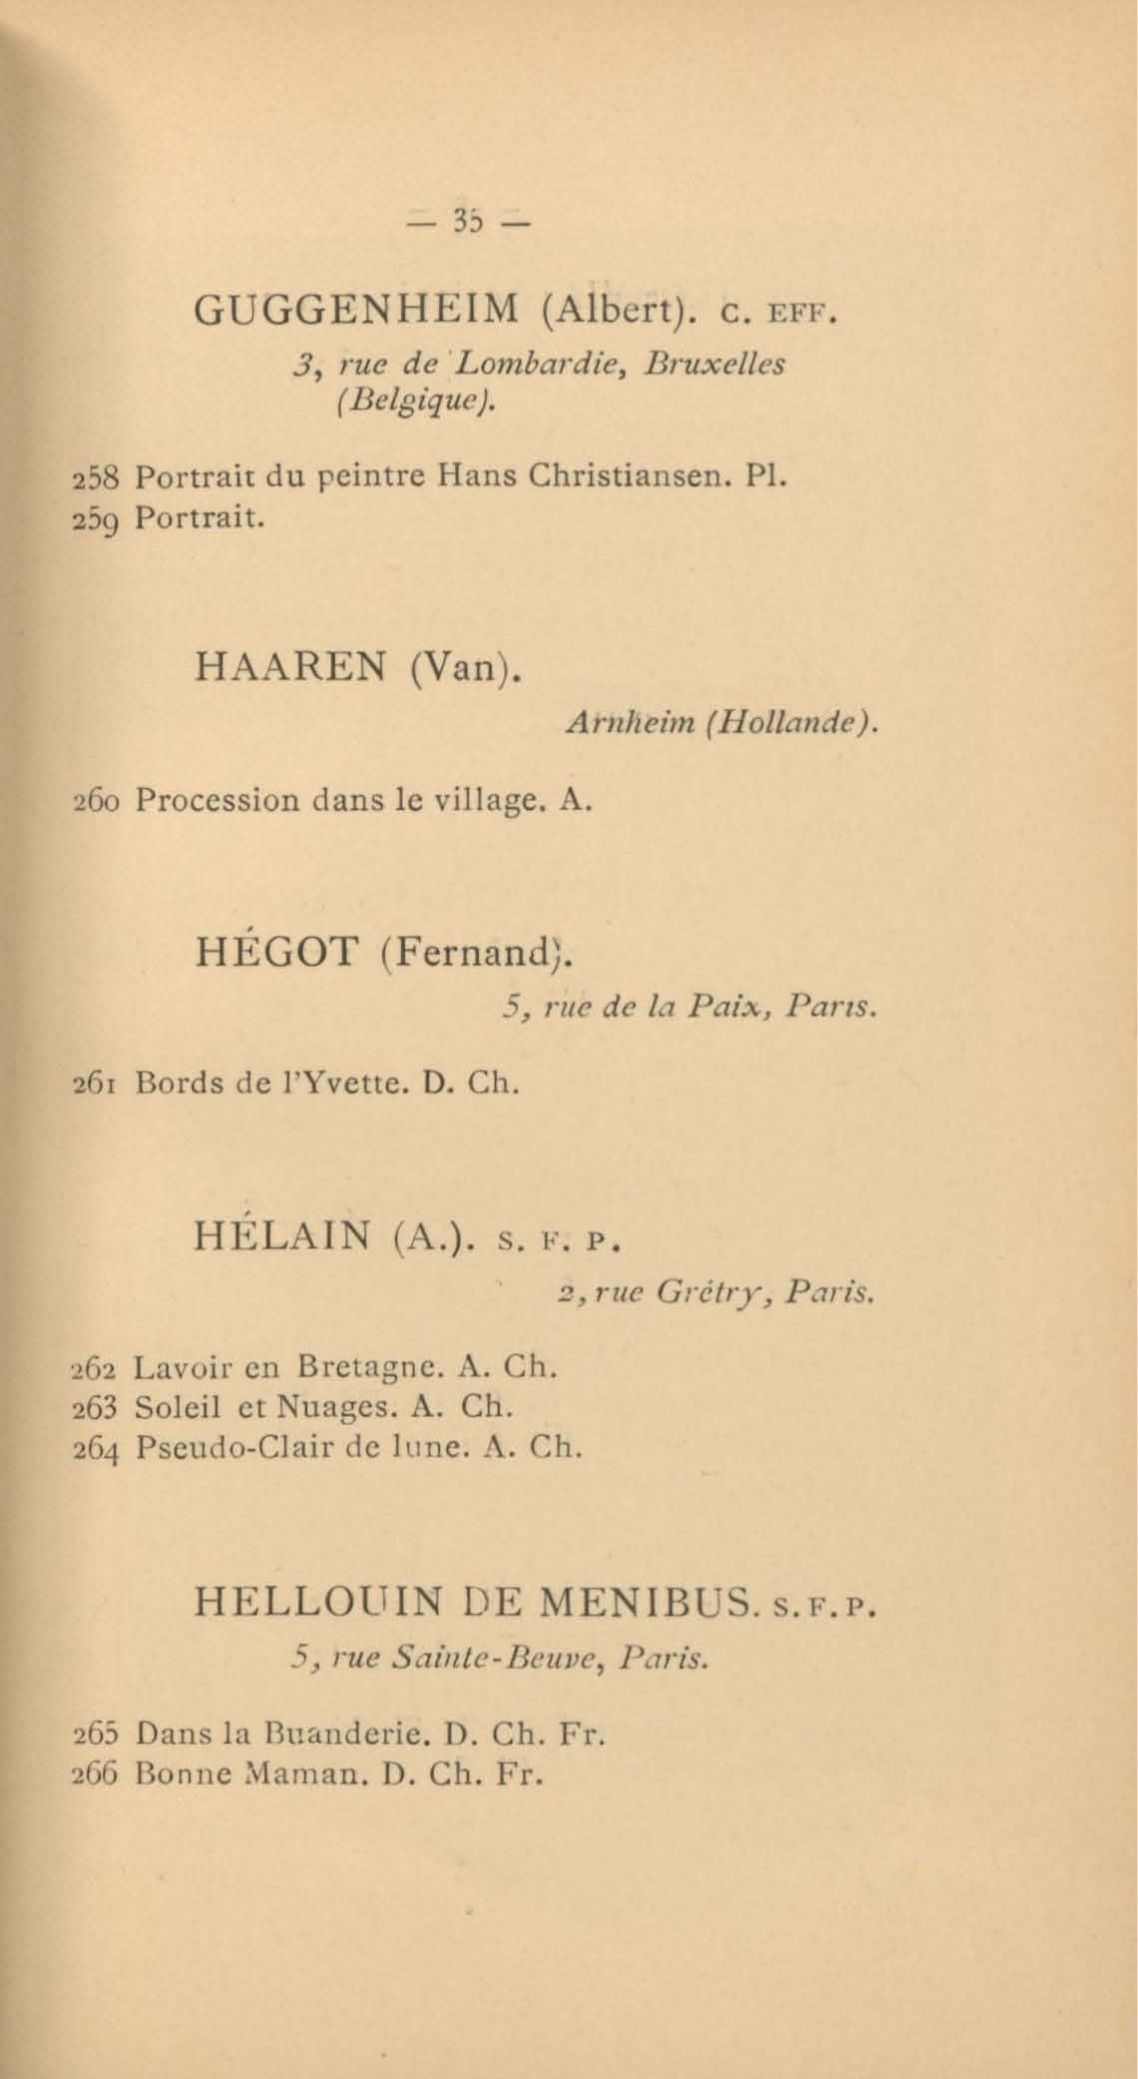 — 35 —
GUGGENHEIM (Albert). C. EFF.
3, rue de Lombardie, Bruxelles
(Belgique).
258 Portrait du peintre Hans Christiansen. Pl.
259 Portrait.
HAAREN (Van).
Arnheim (Hollande).
260 Procession dans le village. A.
HÉGOT (Fernand).
5, rue de la Paix, Paris.
261 Bords de l'Yvette. D. Ch.
HÉLAIN (A.). S. F. P.
2, rue Grétry, Paris.
262 Lavoir en Bretagne. A. Ch.
263 Soleil et Nuages. A. Ch.
264 Pseudo-Clair de lune. A. Ch.
HELLOUIN DE MENIBUS. S. F. P.
5, rue Sainte-Beuve, Paris.
265 Dans la Buanderie. D. Ch. Fr.
266 Bonne Maman. D. Ch. Fr.